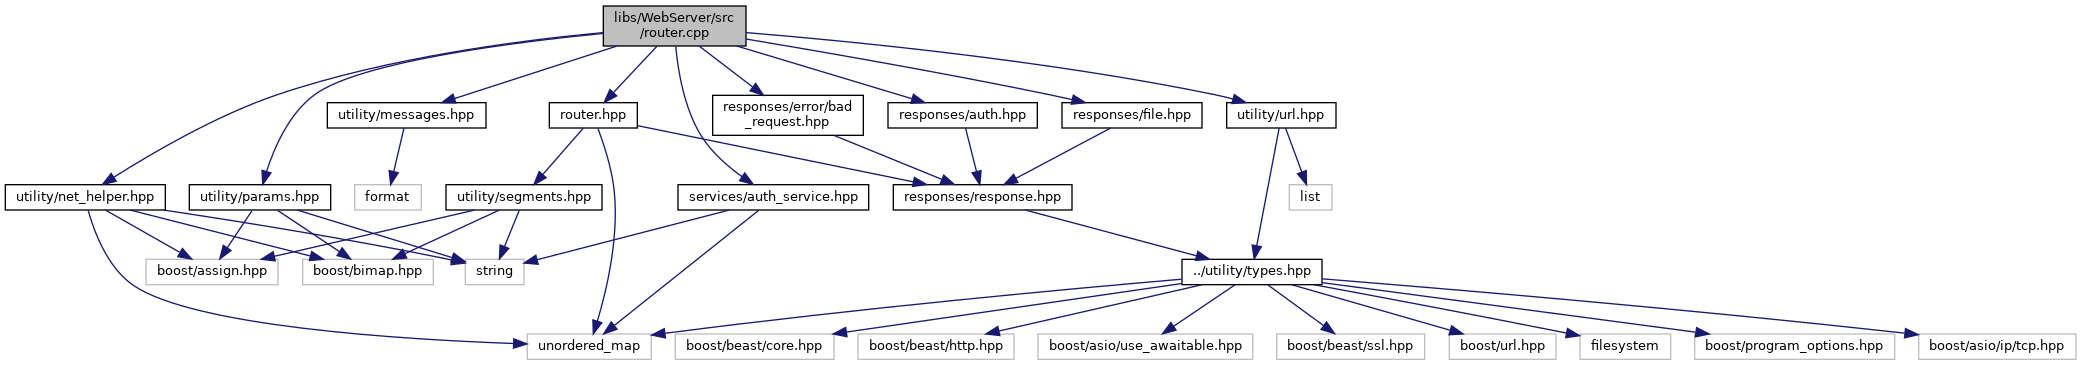 libs/WebServer/src
/router.cpp
utility/messages.hpp
router.hpp
responses/error/bad
_request.hpp
responses/auth.hpp
responses/file.hpp
utility/url.hpp
utility/net_helper.hpp
utility/params.hpp
format
utility/segments.hpp
services/auth_service.hpp
responses/response.hpp
list
boost/assign.hpp
boost/bimap.hpp
string
../utility/types.hpp
unordered_map
boost/beast/core.hpp
boost/beast/http.hpp
boost/asio/use_awaitable.hpp
boost/beast/ssl.hpp
boost/url.hpp
filesystem
boost/program_options.hpp
boost/asio/ip/tcp.hpp